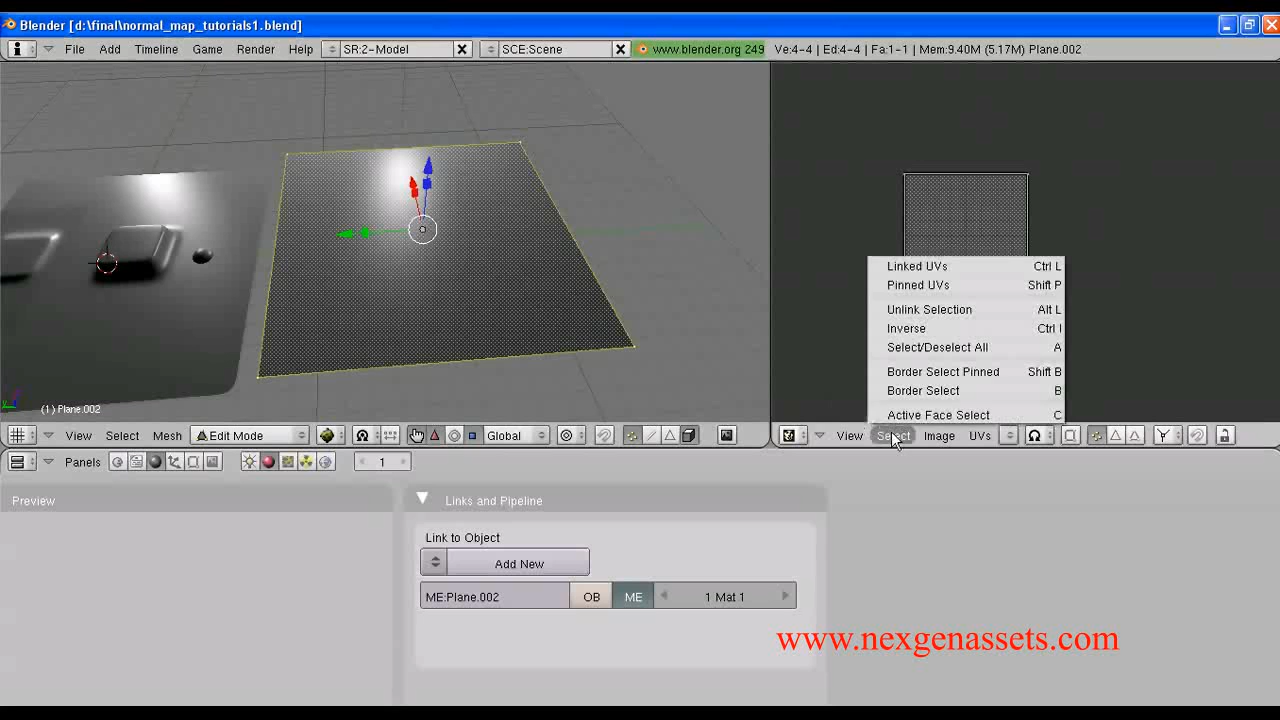 Blender [d:\final\normal_map_tutorials1.blend]
File Add Timeline Game Render Help SR:2-Model SCE:Scene www.blender.org 249 Ve:4-4 | Ed:4-4 | Fa:1-1 | Mem:9.40M (5.17M) Plane.002
Linked UVs Ctrl L
Pinned UVs Shift P
Unlink Selection Alt L
Inverse Ctrl I
Select/Deselect All A
Border Select Pinned Shift B
Border Select B
Active Face Select C
(1) Plane.002
View Select Mesh Edit Mode Global
View Select Image UVs
Panels 1
Preview
Links and Pipeline
Link to Object
Add New
ME:Plane.002 OB ME 1 Mat 1
www.nexgenassets.com